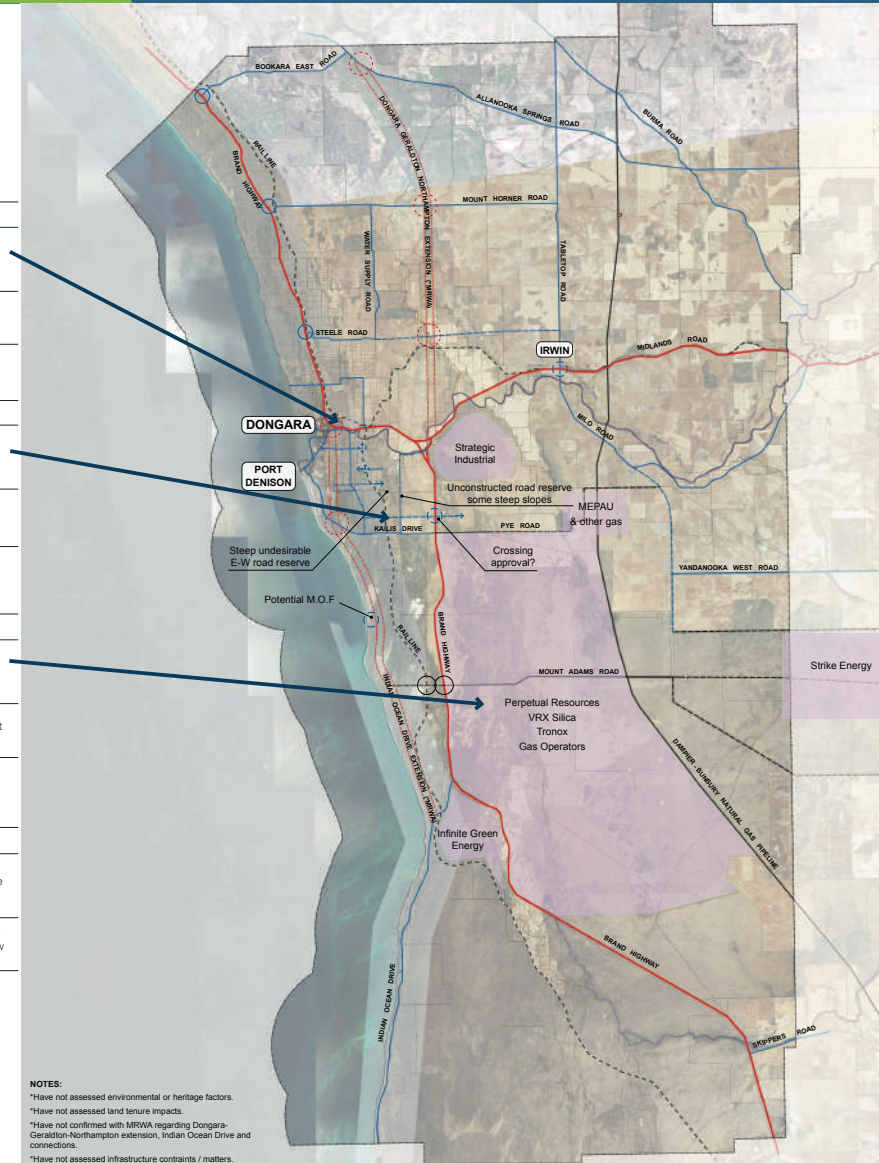 BOOKARA EAST ROAD
ALLANOOKA SPRINGS ROAD
BURMA ROAD
DONGARA GERALDTON NORTHAMPTON EXTENSION (*MRWA)
RAIL LINE
BRAND HIGHWAY
MOUNT HORNER ROAD
WATER SUPPLY ROAD
TABLETOP ROAD
STEELE ROAD
IRWIN
MIDLANDS ROAD
MILO ROAD
DONGARA
Strategic
Industrial
PORT
DENISON
Unconstructed road reserve
some steep slopes
MEPAU
& other gas
KAILIS DRIVE
PYE ROAD
Steep undesirable
E-W road reserve
Crossing
approval?
YANDANOOKA WEST ROAD
Potential M.O.F
RAIL LINE
BRAND HIGHWAY
MOUNT ADAMS ROAD
Strike Energy
INDIAN OCEAN DRIVE EXTENSION (*MRWA)
Perpetual Resources
VRX Silica
Tronox
Gas Operators
DAMPIER - BUNBURY NATURAL GAS PIPELINE
Infinite Green
Energy
BRAND HIGHWAY
INDIAN OCEAN DRIVE
SKIPPERS ROAD
NOTES:
*Have not assessed environmental or heritage factors.
*Have not assessed land tenure impacts.
*Have not confirmed with MRWA regarding Dongara-
Geraldton-Northampton extension, Indian Ocean Drive and
connections.
*Have not assessed infrastructure contraints / matters.